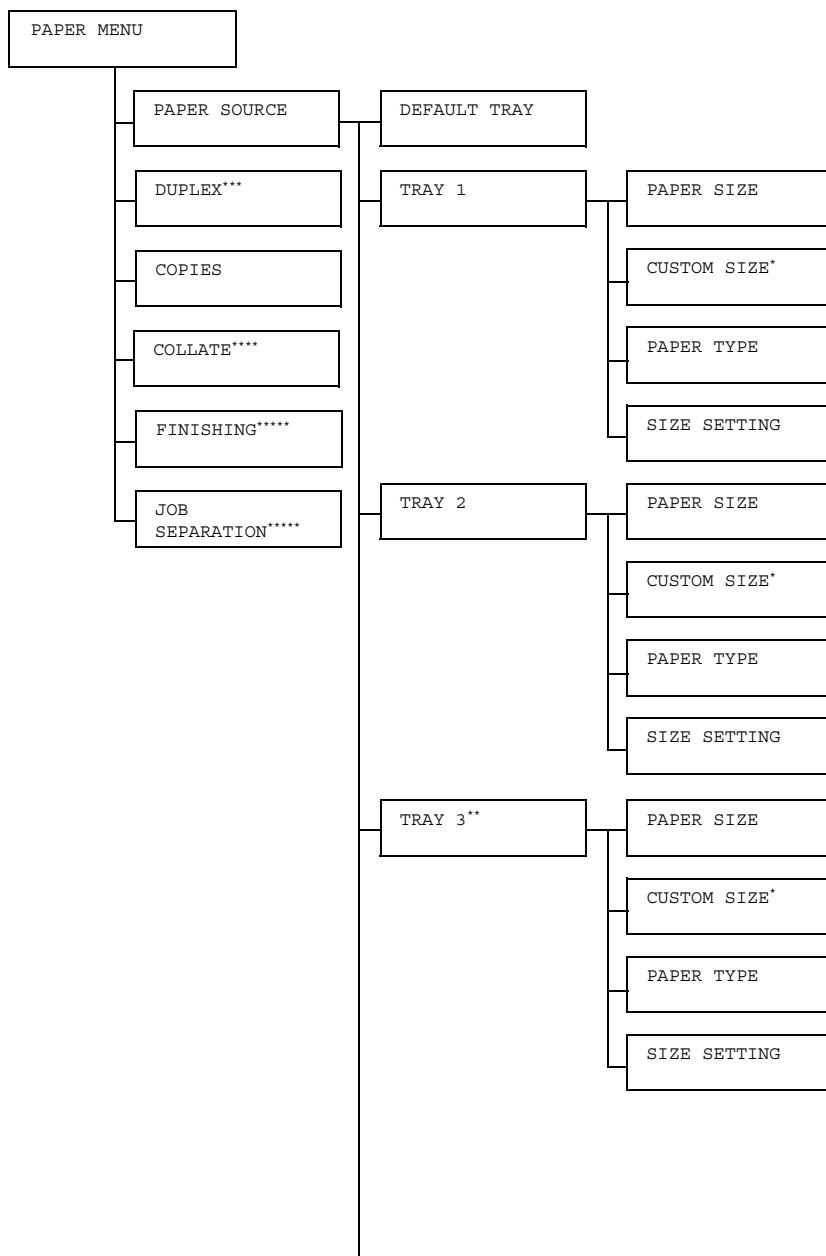 PAPER MENU
PAPER SOURCE
DEFAULT TRAY
DUPLEX***
TRAY 1
PAPER SIZE
COPIES
CUSTOM SIZE*
COLLATE****
PAPER TYPE
FINISHING*****
SIZE SETTING
JOB
SEPARATION*****
TRAY 2
PAPER SIZE
CUSTOM SIZE*
PAPER TYPE
SIZE SETTING
TRAY 3**
PAPER SIZE
CUSTOM SIZE*
PAPER TYPE
SIZE SETTING